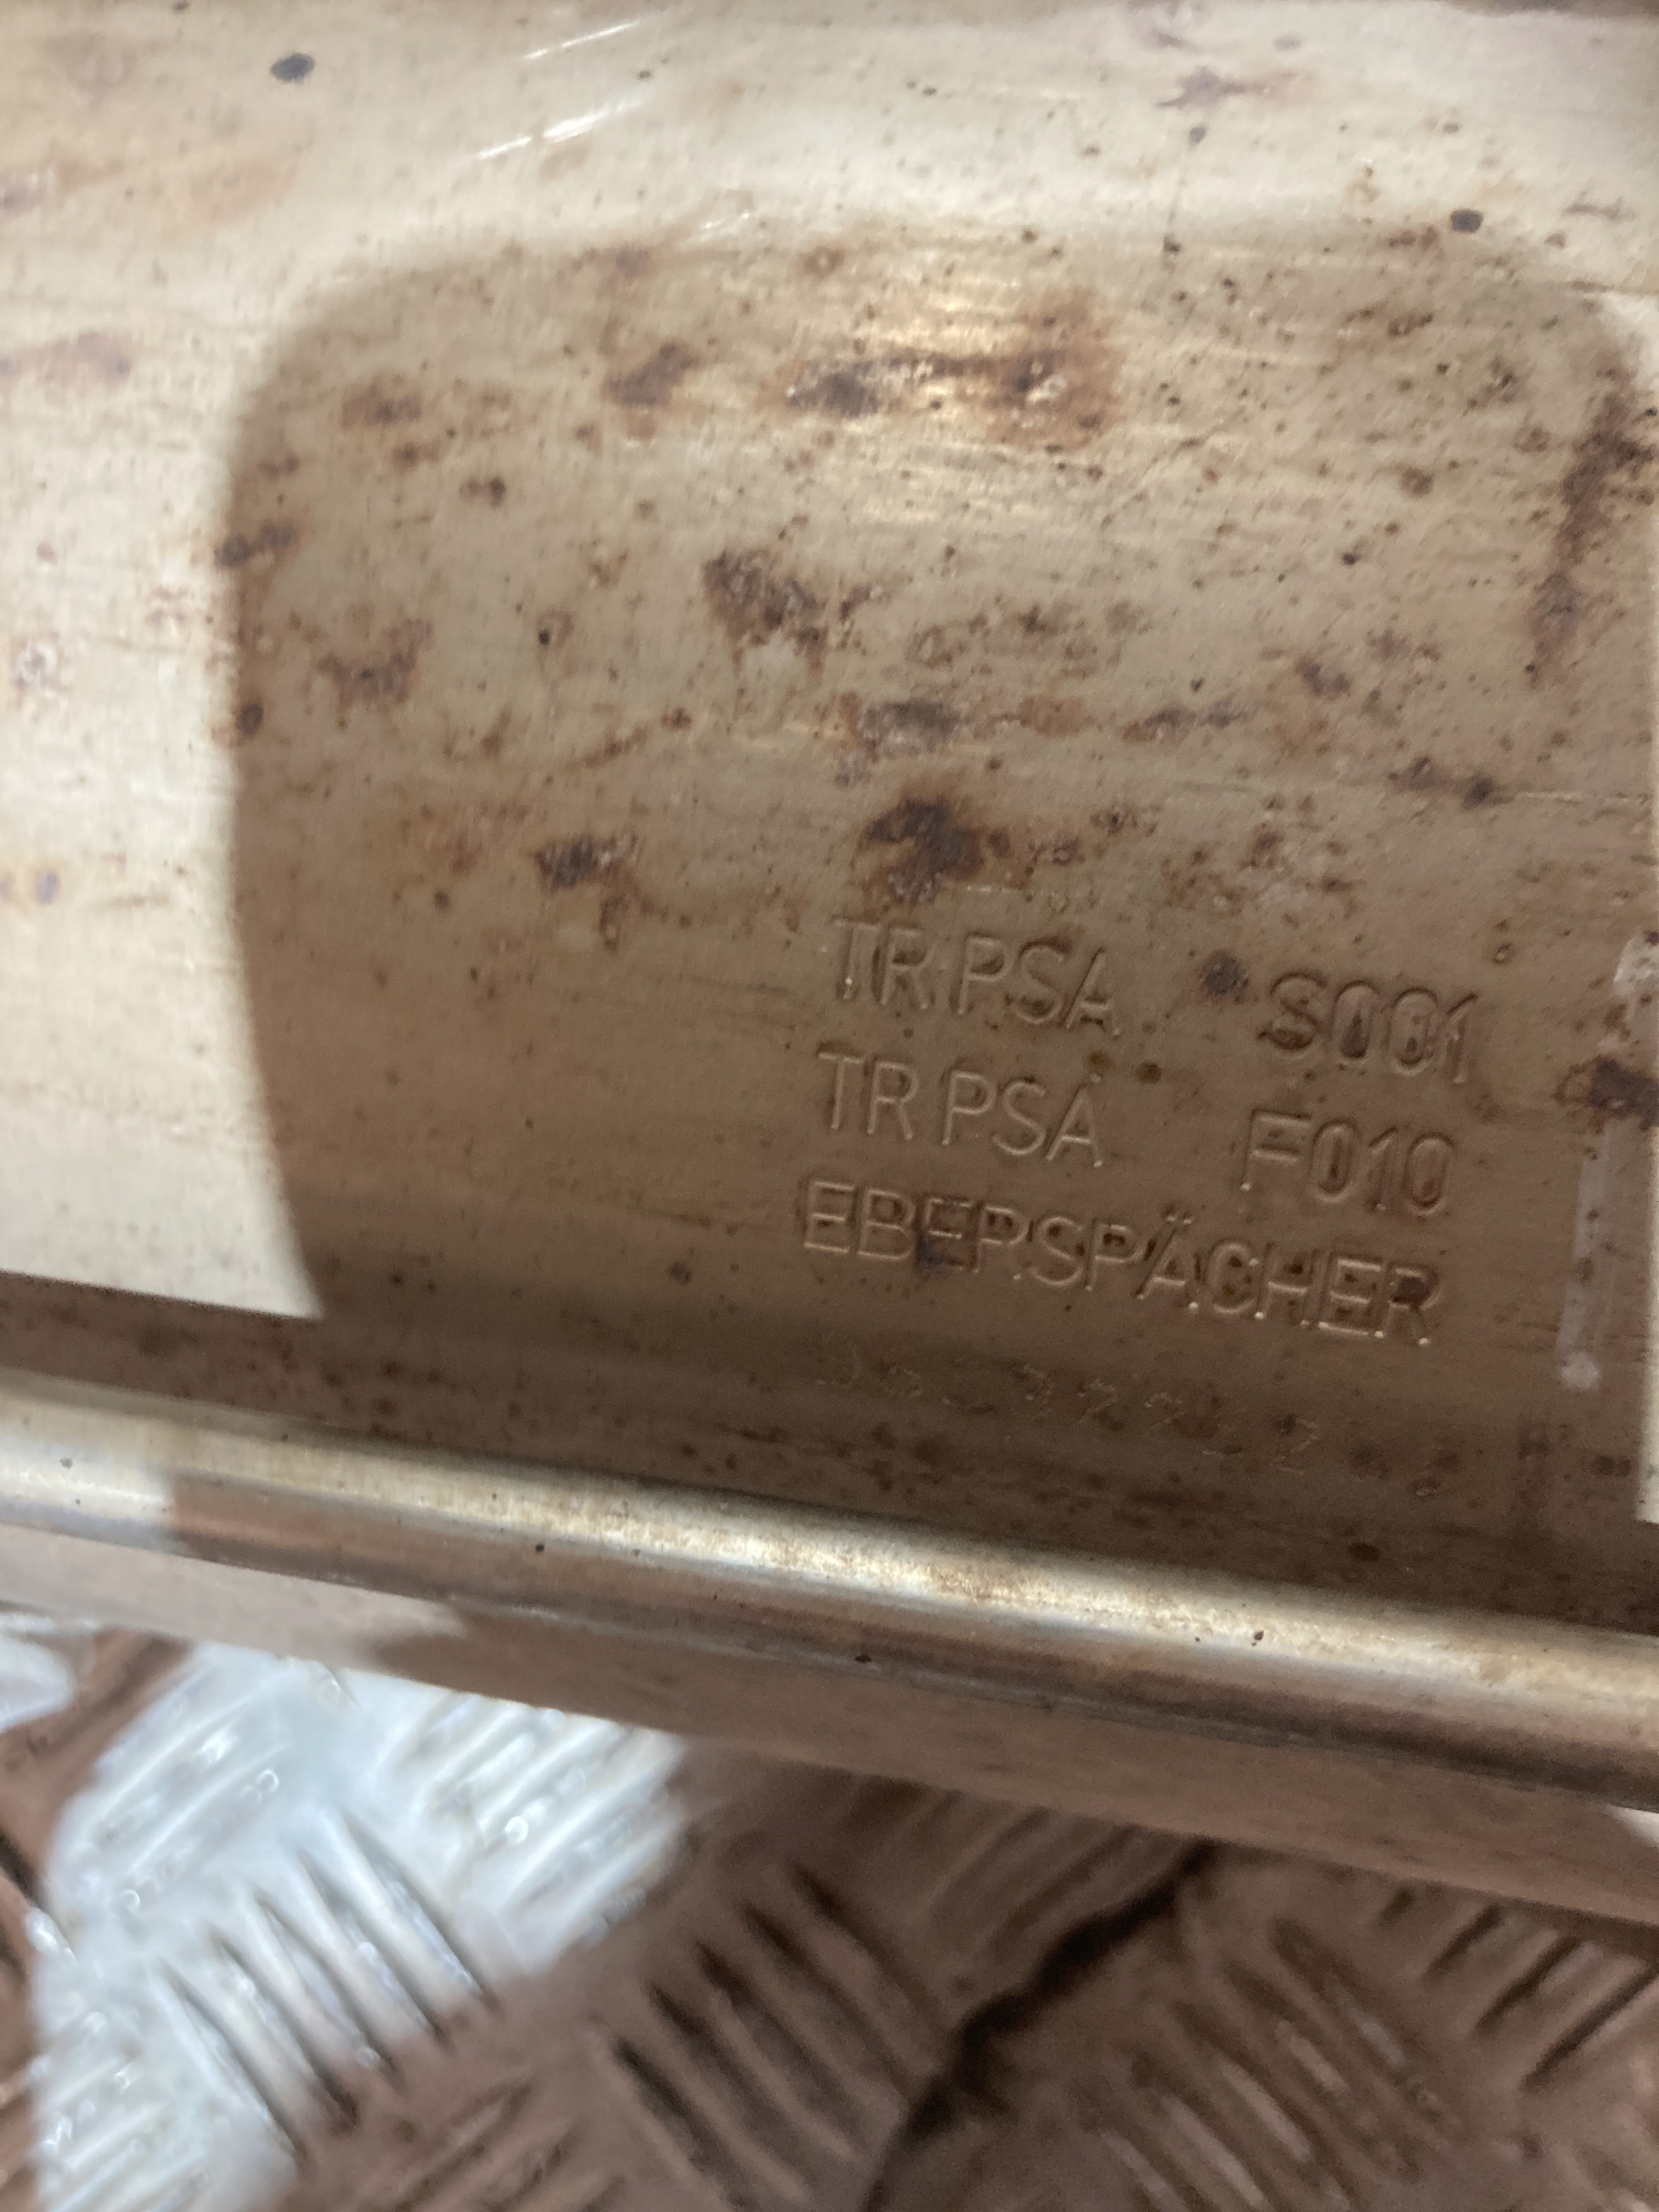 TR PSA S001
TR PSA F010
EBERSPÄCHER